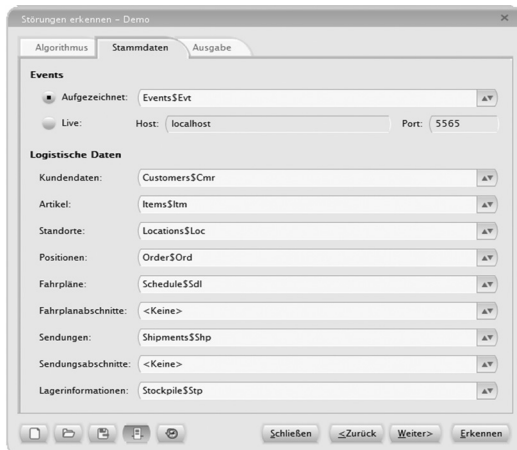 Störungen erkennen – Demo
Algorithmus Stammdaten Ausgabe
Events
Aufgezeichnet: Events$Evt
Live: Host: localhost Port: 5565
Logistische Daten
Kundendaten: Customers$Cmr
Artikel: Items$Itm
Standorte: Locations$Loc
Positionen: Order$Ord
Fahrpläne: Schedule$Sdl
Fahrplanabschnitte: <Keine>
Sendungen: Shipments$Shp
Sendungsabschnitte: <Keine>
Lagerinformationen: Stockpile$Stp
Schließen <Zurück Weiter> Erkennen